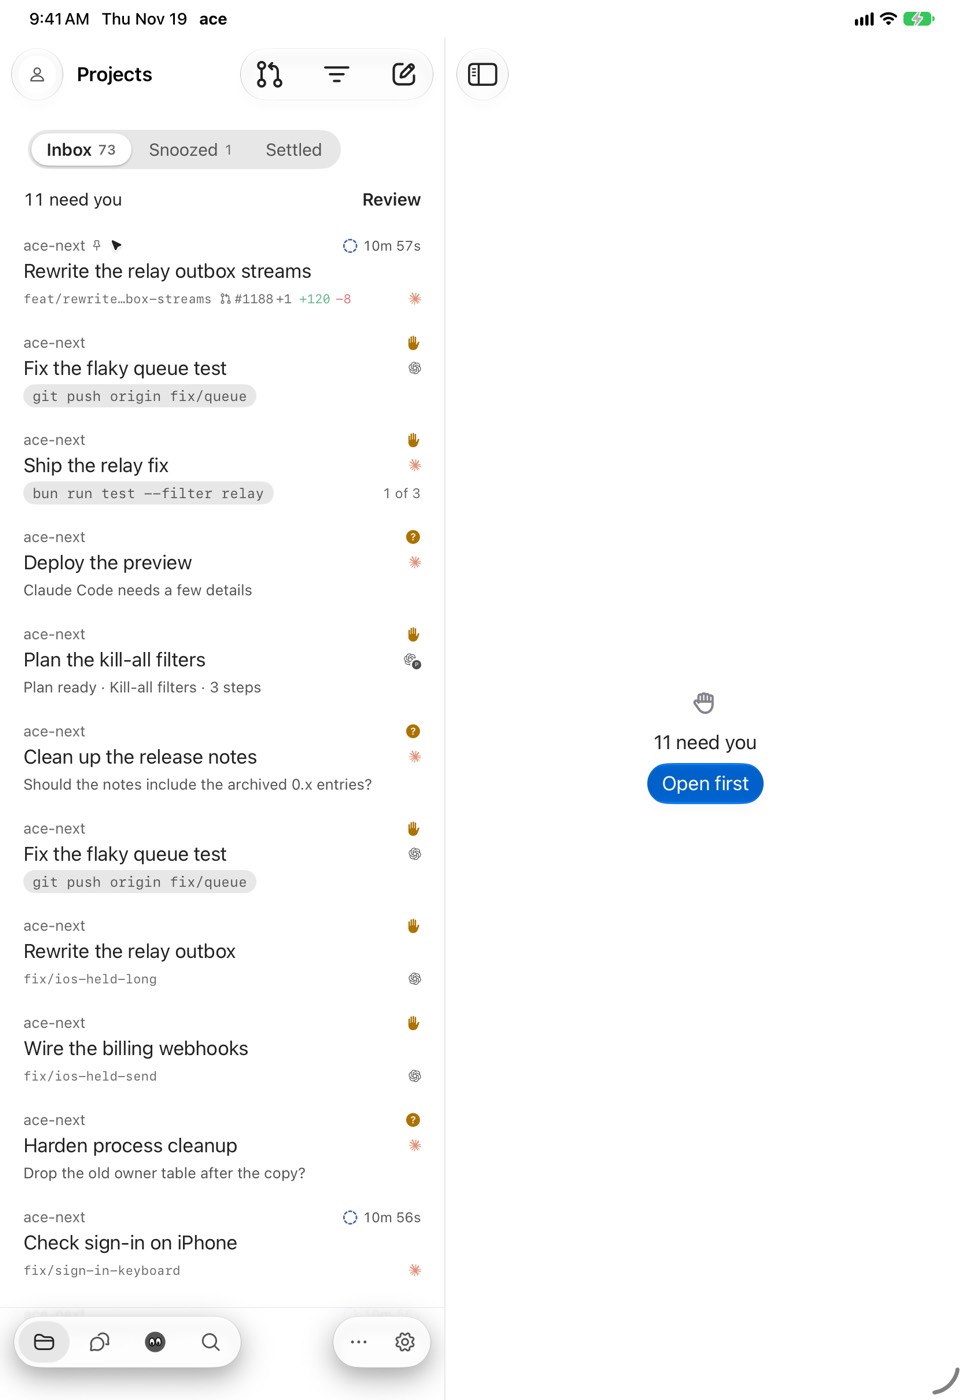 9:41 AM Thu Nov 19 ace
Projects
Inbox 73 Snoozed 1 Settled
11 need you Review
ace-next 10m 57s
Rewrite the relay outbox streams
feat/rewrite…box-streams #1188 +1 +120 −8
ace-next
Fix the flaky queue test
git push origin fix/queue
ace-next
Ship the relay fix
bun run test --filter relay 1 of 3
ace-next
Deploy the preview
Claude Code needs a few details
ace-next
Plan the kill-all filters
Plan ready · Kill-all filters · 3 steps
ace-next
Clean up the release notes
Should the notes include the archived 0.x entries?
ace-next
Fix the flaky queue test
git push origin fix/queue
ace-next
Rewrite the relay outbox
fix/ios-held-long
ace-next
Wire the billing webhooks
fix/ios-held-send
ace-next
Harden process cleanup
Drop the old owner table after the copy?
ace-next 10m 56s
Check sign-in on iPhone
fix/sign-in-keyboard
11 need you
Open first